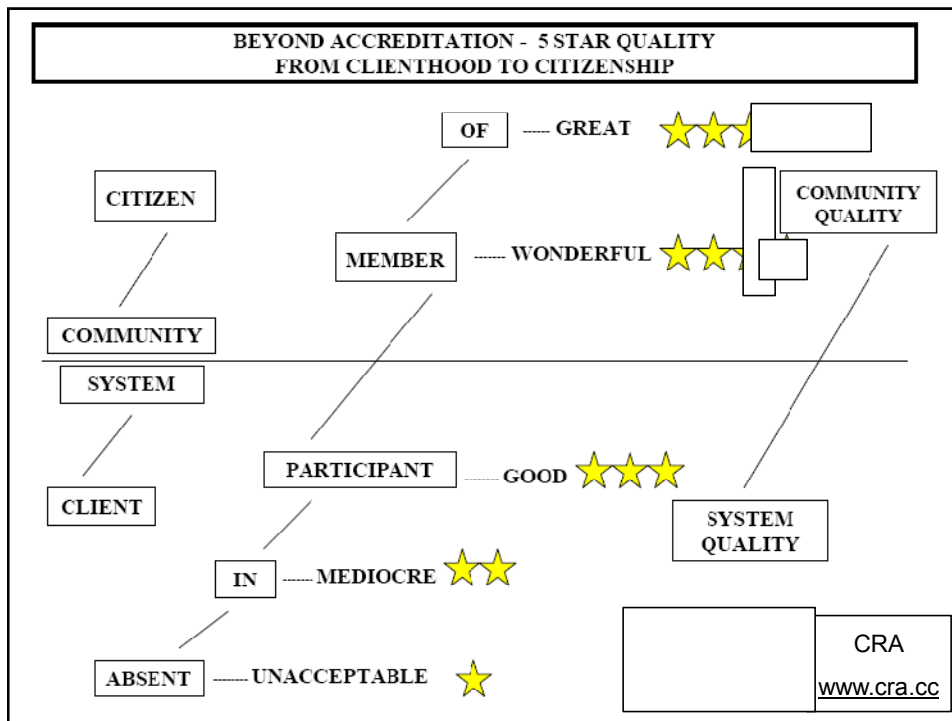 BEYOND ACCREDITATION - 5 STAR QUALITY
FROM CLIENTHOOD TO CITIZENSHIP
OF ------ GREAT
CITIZEN
COMMUNITY
QUALITY
MEMBER ------- WONDERFUL
COMMUNITY
SYSTEM
PARTICIPANT ------- GOOD
CLIENT
SYSTEM
QUALITY
IN ------- MEDIOCRE
ABSENT ------- UNACCEPTABLE
CRA
www.cra.cc